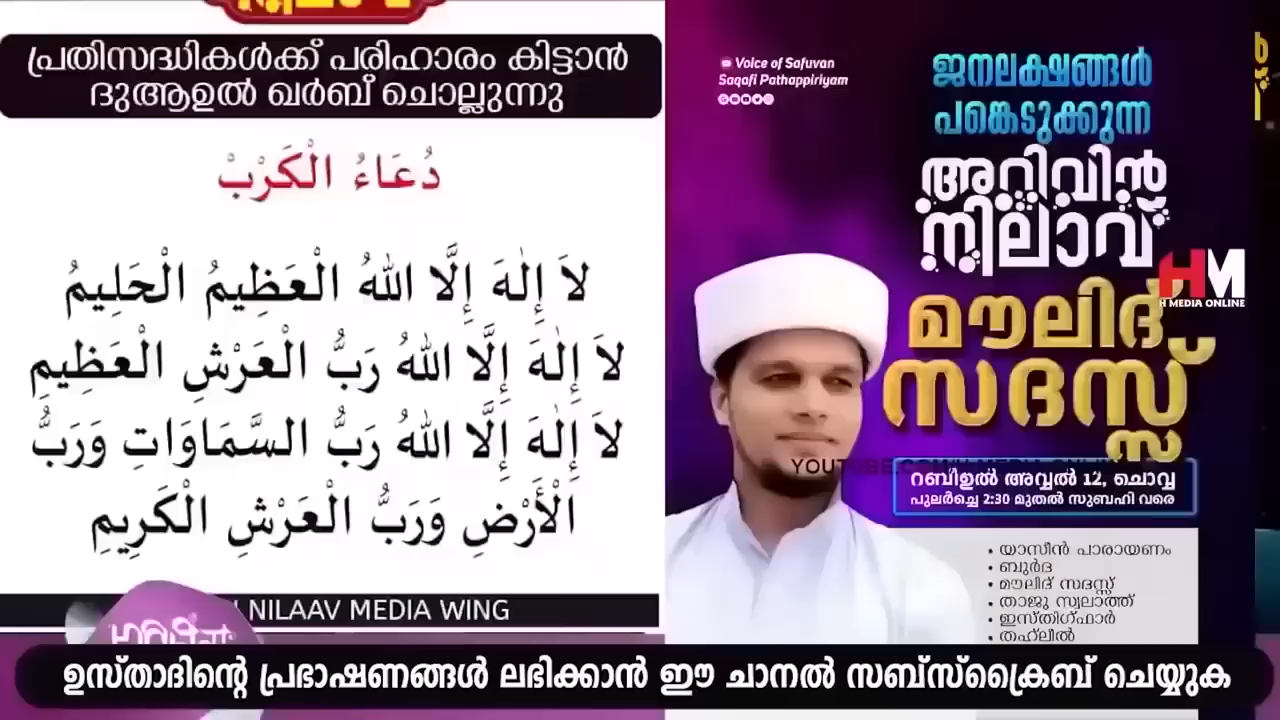 പ്രതിസദ്ധികൾക്ക് പരിഹാരം കിട്ടാൻ
ദുആഉൽ ഖർബ് ചൊല്ലുന്നു
دُعَاءُ الْكَرْبْ
لاَ إِلٰهَ إِلَّا اللهُ الْعَظِيمُ الْحَلِيمُ
لاَ إِلٰهَ إِلَّا اللهُ رَبُّ الْعَرْشِ الْعَظِيمِ
لاَ إِلٰهَ إِلَّا اللهُ رَبُّ السَّمَاوَاتِ وَرَبُّ
الْأَرْضِ وَرَبُّ الْعَرْشِ الْكَرِيمِ
NILAAV MEDIA WING
Voice of Safuvan
Saqafi Pathappiriyam
ജനലക്ഷങ്ങൾ
പങ്കെടുക്കുന്ന
അറിവിൻ
നിലാവ്
HM
H MEDIA ONLINE
മൗലിദ്
സദസ്സ്
റബീഉൽ അവ്വൽ 12, ചൊവ്വ
പുലർച്ചെ 2:30 മുതൽ സുബഹി വരെ
• യാസീൻ പാരായണം
• ബുർദ
• മൗലിദ് സദസ്സ്
• താജു സ്വലാത്ത്
• ഇസ്തിഗ്ഫാർ
• തഹ്ലീൽ
ഉസ്താദിന്റെ പ്രഭാഷണങ്ങൾ ലഭിക്കാൻ ഈ ചാനൽ സബ്സ്ക്രൈബ് ചെയ്യുക